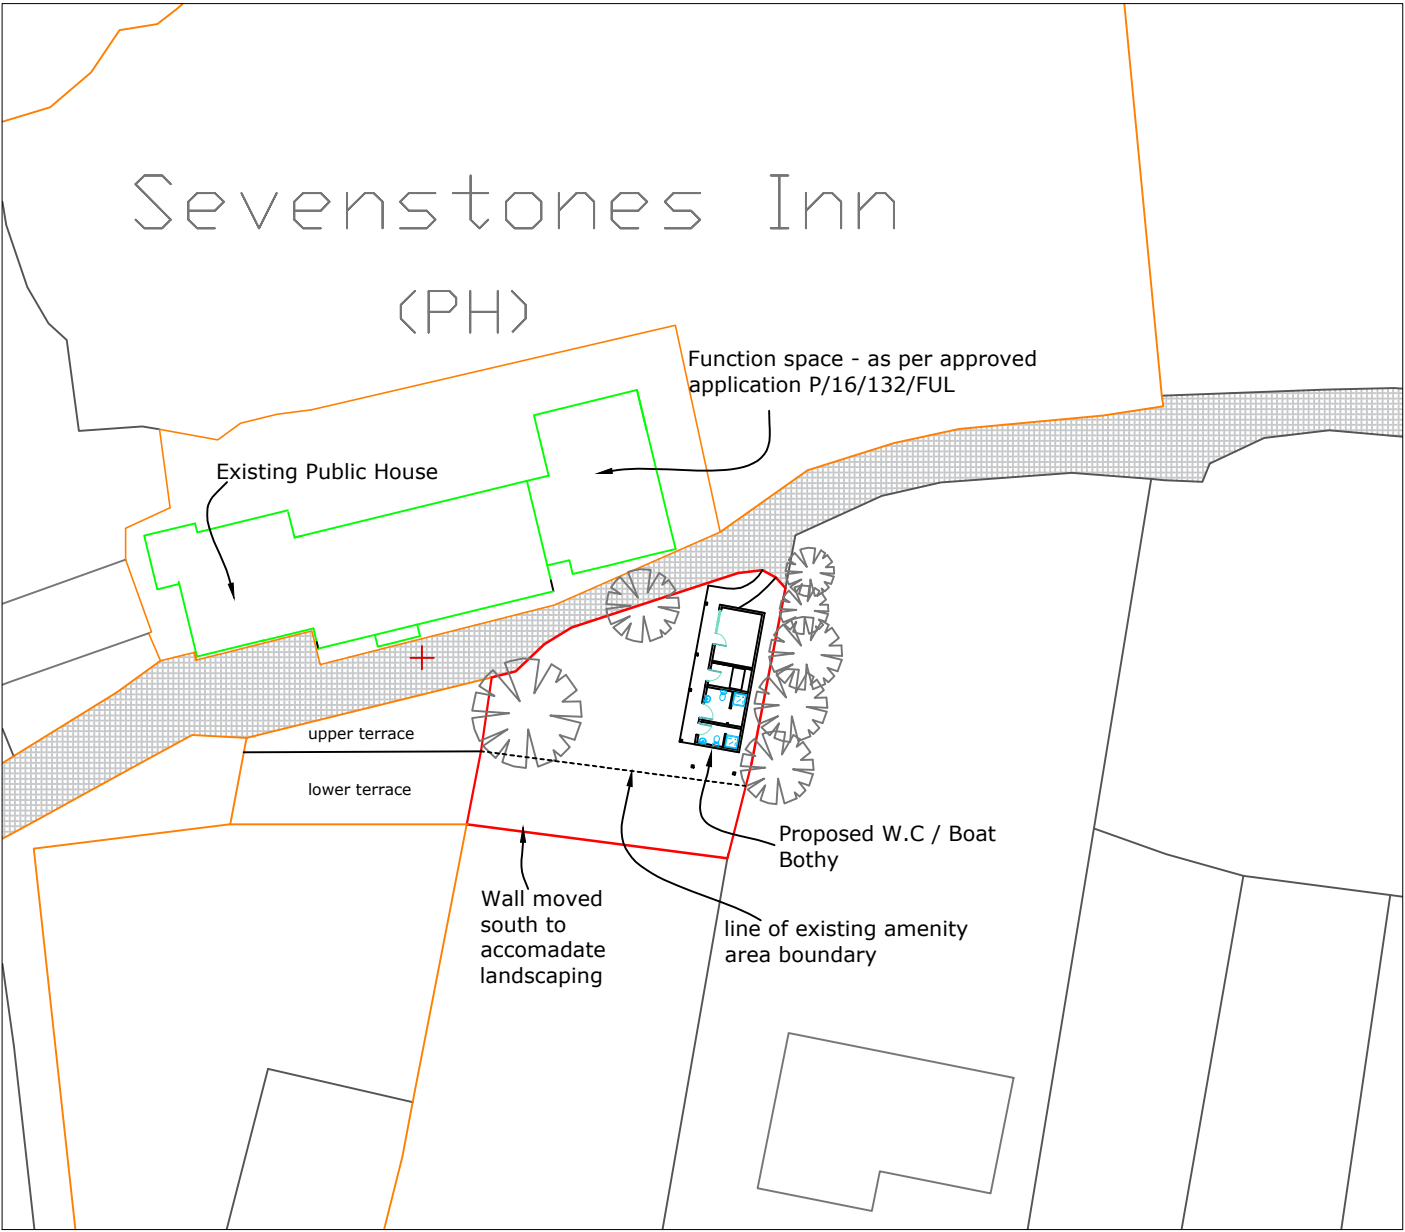 Sevenstones Inn
(PH)
Function space - as per approved
application P/16/132/FUL
Existing Public House
upper terrace
lower terrace
Proposed W.C / Boat
Bothy
Wall moved
south to
accomadate
landscaping
line of existing amenity
area boundary